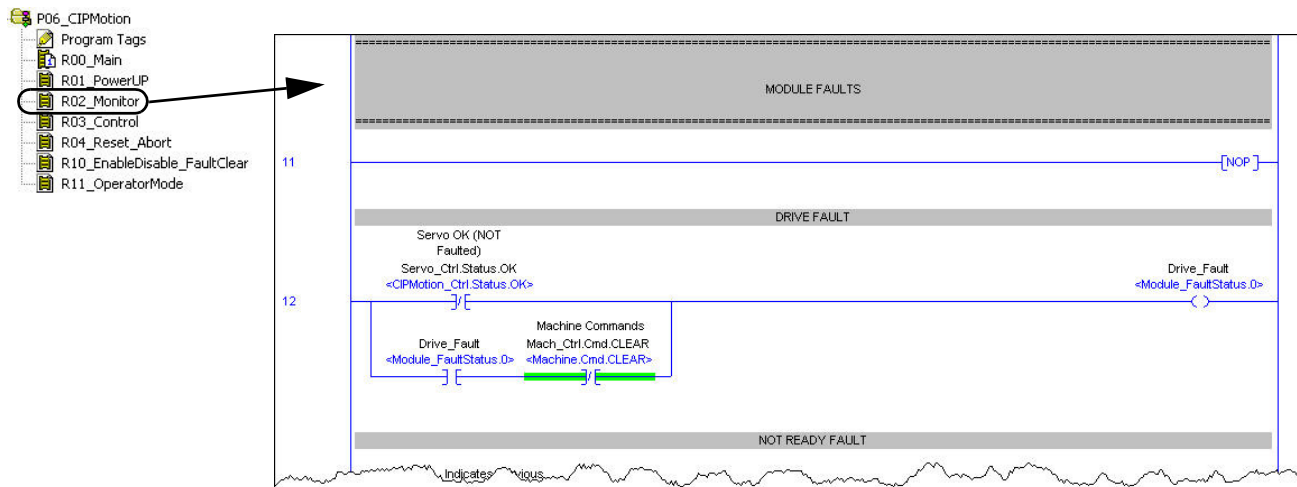 P06_CIPMotion
Program Tags
R00_Main
R01_PowerUP
R02_Monitor
R03_Control
R04_Reset_Abort
R10_EnableDisable_FaultClear
R11_OperatorMode
MODULE FAULTS
11
NOP
DRIVE FAULT
Servo OK (NOT
Faulted)
Servo_Ctrl.Status.OK
<CIPMotion_Ctrl.Status.OK>
Drive_Fault
<Module_FaultStatus.0>
12
Machine Commands
Drive_Fault
Mach_Ctrl.Cmd.CLEAR
<Module_FaultStatus.0>
<Machine.Cmd.CLEAR>
NOT READY FAULT
Indicates